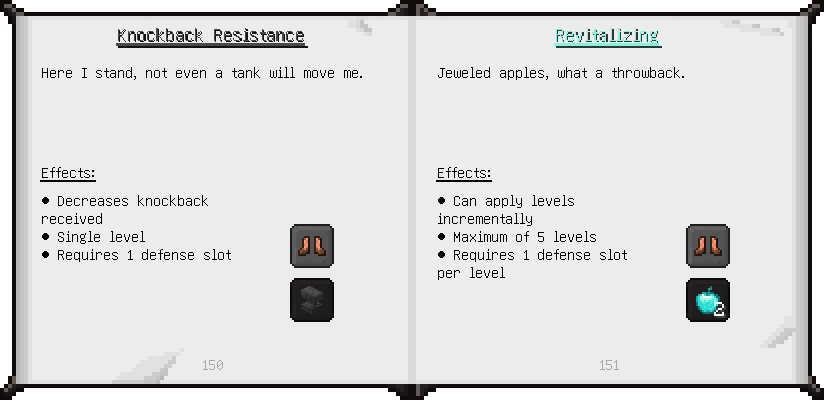 Knockback Resistance
Here I stand, not even a tank will move me.
Effects:
● Decreases knockback
received
● Single level
● Requires 1 defense slot
150
Revitalizing
Jeweled apples, what a throwback.
Effects:
● Can apply levels
incrementally
● Maximum of 5 levels
● Requires 1 defense slot
per level
2
151